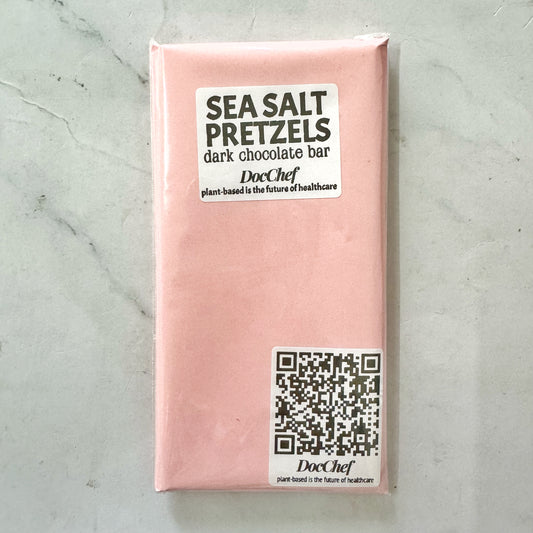 SEA SALT
PRETZELS
dark chocolate bar
DocChef
plant-based is the future of healthcare
DocChef
plant-based is the future of healthcare